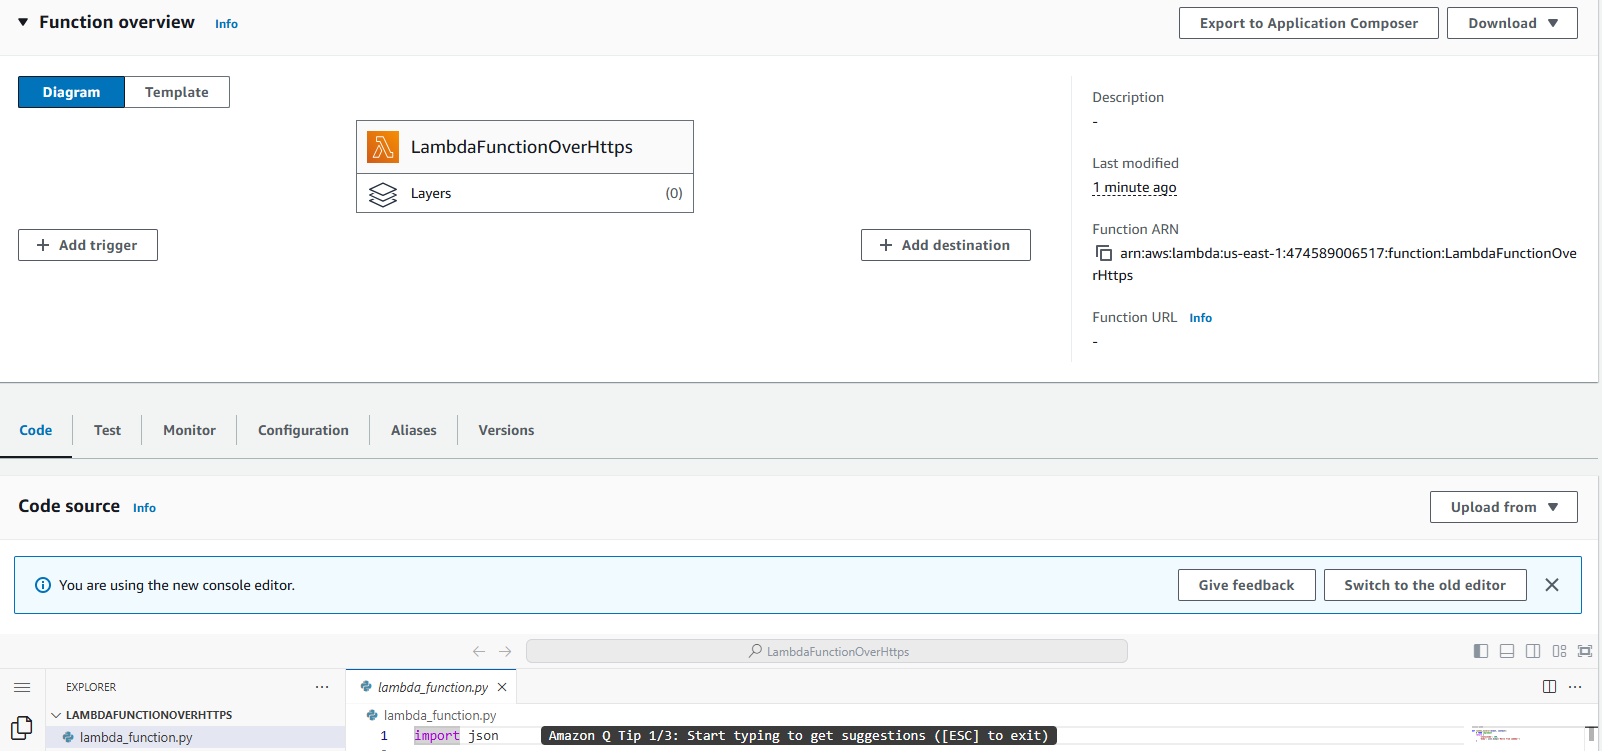 Function overview Info
Export to Application Composer
Download
Diagram
Template
LambdaFunctionOverHttps
Layers
(0)
Add trigger
Add destination
Description
-
Last modified
1 minute ago
Function ARN
arn:aws:lambda:us-east-1:474589006517:function:LambdaFunctionOve
rHttps
Function URL Info
-
Code
Test
Monitor
Configuration
Aliases
Versions
Code source Info
Upload from
You are using the new console editor.
Give feedback
Switch to the old editor
LambdaFunctionOverHttps
EXPLORER
lambda_function.py
LAMBDAFUNCTIONOVERHTTPS
lambda_function.py
lambda_function.py
1 import json
Amazon Q Tip 1/3: Start typing to get suggestions ([ESC] to exit)